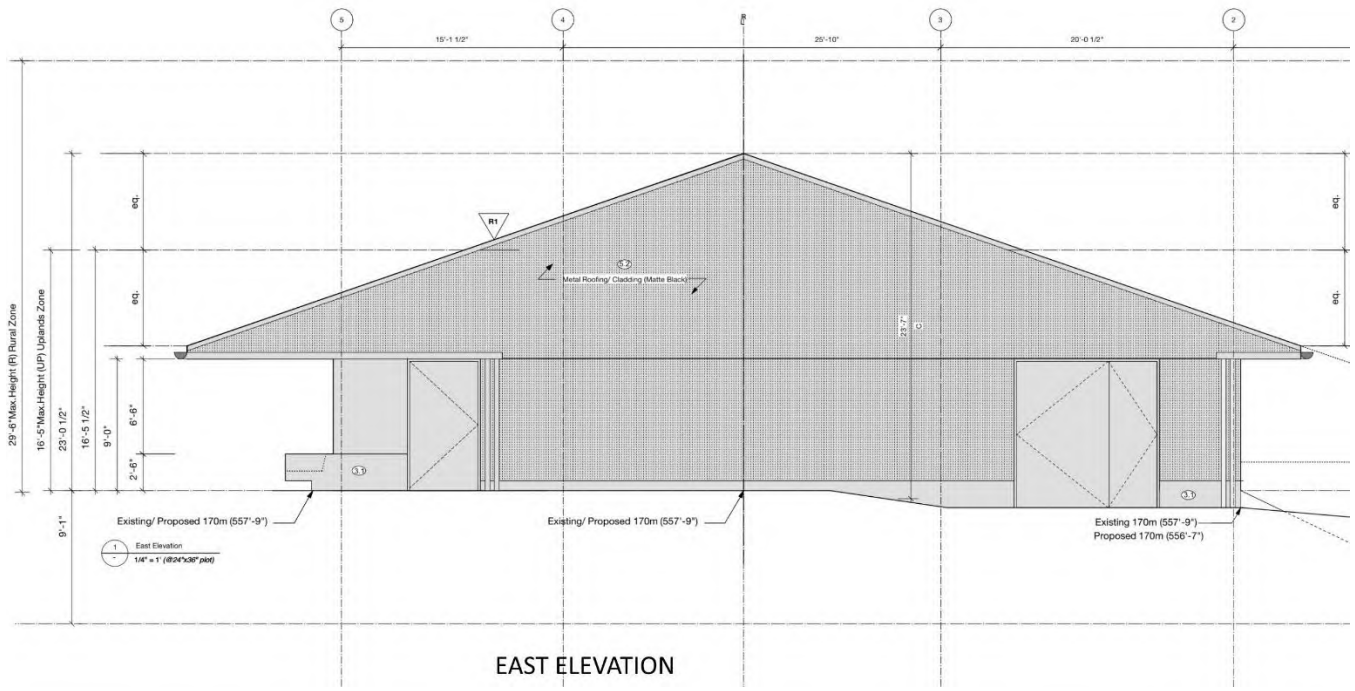 5
4
3
2
15'-1 1/2"
25'-10"
20'-0 1/2"
29'-6"Max.Height (R) Rural Zone
16'-5"Max.Height (UP) Uplands Zone
23'-0 1/2"
16'-5 1/2"
9'-0"
eq.
eq.
6'-6"
2'-6"
9'-1"
R1
5.2
Metal Roofing/ Cladding (Matte Black)
23'-7"
C
eq.
eq.
3.1
3.1
Existing/ Proposed 170m (557'-9")
Existing/ Proposed 170m (557'-9")
Existing 170m (557'-9")
Proposed 170m (556'-7")
1
-
East Elevation
1/4" = 1' (@24"x36" plot)
EAST ELEVATION